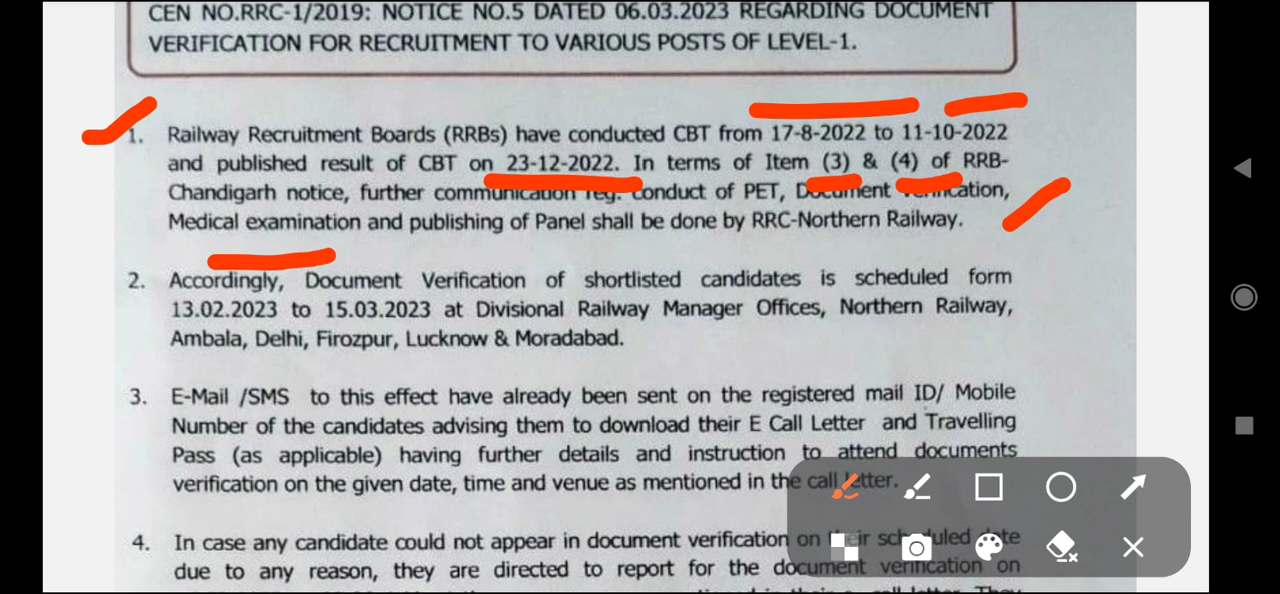 CEN NO.RRC-1/2019: NOTICE NO.5 DATED 06.03.2023 REGARDING DOCUMENT
VERIFICATION FOR RECRUITMENT TO VARIOUS POSTS OF LEVEL-1.
1. Railway Recruitment Boards (RRBs) have conducted CBT from 17-8-2022 to 11-10-2022
and published result of CBT on 23-12-2022. In terms of Item (3) & (4) of RRB-
Chandigarh notice, further communication reg. conduct of PET, Document Verification,
Medical examination and publishing of Panel shall be done by RRC-Northern Railway.
2. Accordingly, Document Verification of shortlisted candidates is scheduled form
13.02.2023 to 15.03.2023 at Divisional Railway Manager Offices, Northern Railway,
Ambala, Delhi, Firozpur, Lucknow & Moradabad.
3. E-Mail /SMS to this effect have already been sent on the registered mail ID/ Mobile
Number of the candidates advising them to download their E Call Letter and Travelling
Pass (as applicable) having further details and instruction to attend documents
verification on the given date, time and venue as mentioned in the call letter.
4. In case any candidate could not appear in document verification on their scheduled date
due to any reason, they are directed to report for the document verification on
call letter. They